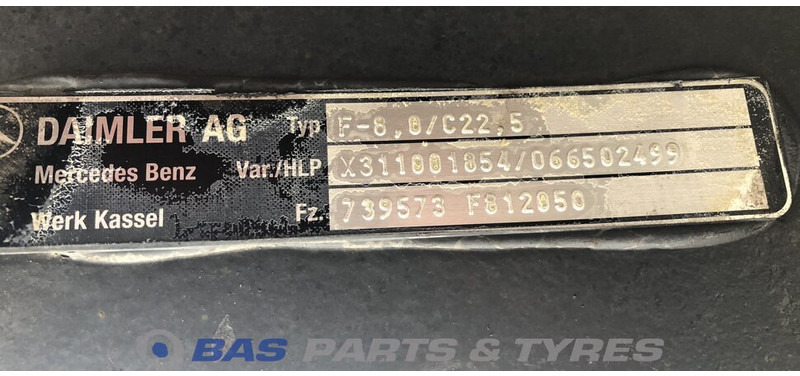 DAIMLER AG Typ F-8,0/C22,5
Mercedes Benz Var./HLP X311001854/066502499
Werk Kassel Fz. 739573 F812050
BAS PARTS & TYRES